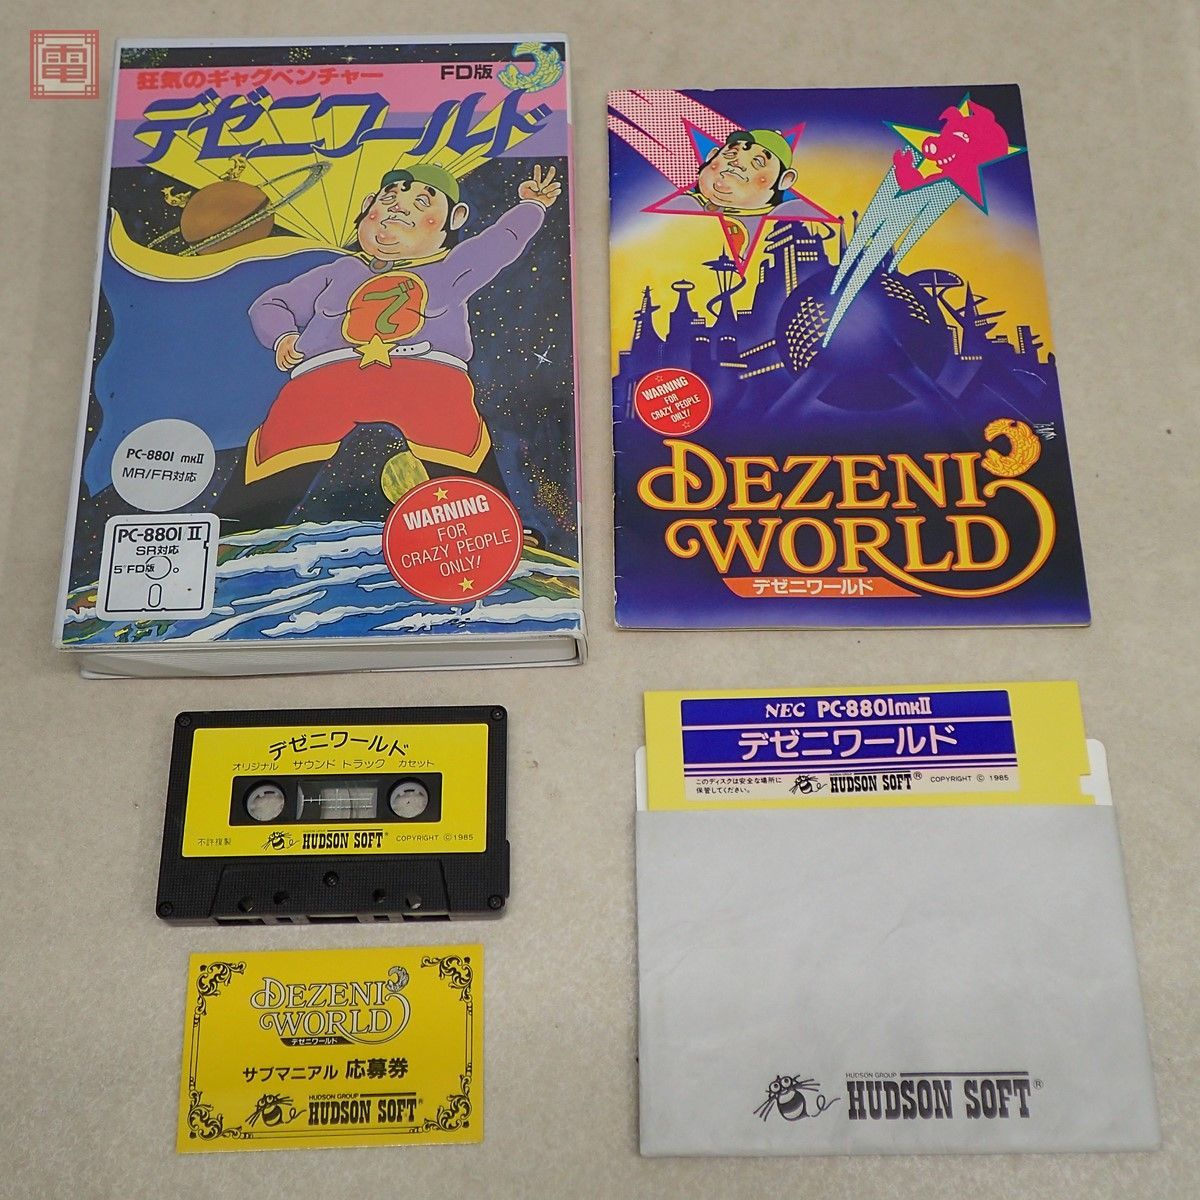 電
狂気のギャグベンチャー
FD版
デゼニワールド
で
PC-8801 mKII
MR/FR対応
PC-8801 II
SR対応
5"FD版
WARNING
FOR
CRAZY PEOPLE
ONLY!
WARNING
FOR
CRAZY PEOPLE
ONLY!
DEZENI
WORLD
デゼニワールド
デゼニワールド
オリジナル サウンド トラック カセット
不許複製
HUDSON GROUP
HUDSON SOFT®
COPYRIGHT © 1985
NEC PC-8801mKII
デゼニワールド
このディスクは安全な場所に
保管してください。
HUDSON GROUP
HUDSON SOFT®
COPYRIGHT © 1985
DEZENI
WORLD
デゼニワールド
サブマニアル 応募券
HUDSON GROUP
HUDSON SOFT®
HUDSON GROUP
HUDSON SOFT®